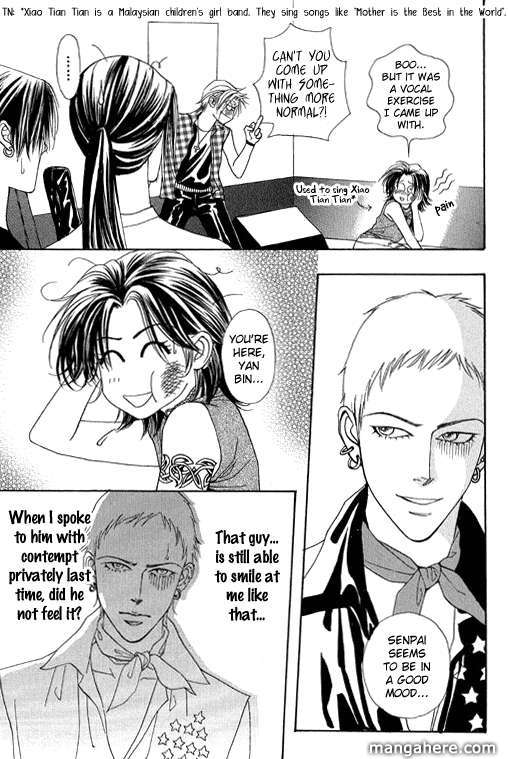 TN: "Xiao Tian Tian is a Malaysian children's girl band. They sing songs like "Mother is the Best in the World".
BOO...
BUT IT WAS
A VOCAL
EXERCISE
I CAME UP
WITH.
CAN'T YOU
COME UP
WITH SOME-
THING MORE
NORMAL?!
......
Used to sing Xiao
Tian Tian*
pain
YOU'RE
HERE,
YAN
BIN...
SENPAI
SEEMS
TO BE IN
A GOOD
MOOD...
That guy...
is still able
to smile at
me like
that...
When I spoke
to him with
contempt
privately last
time, did he
not feel it?
mangahere.com